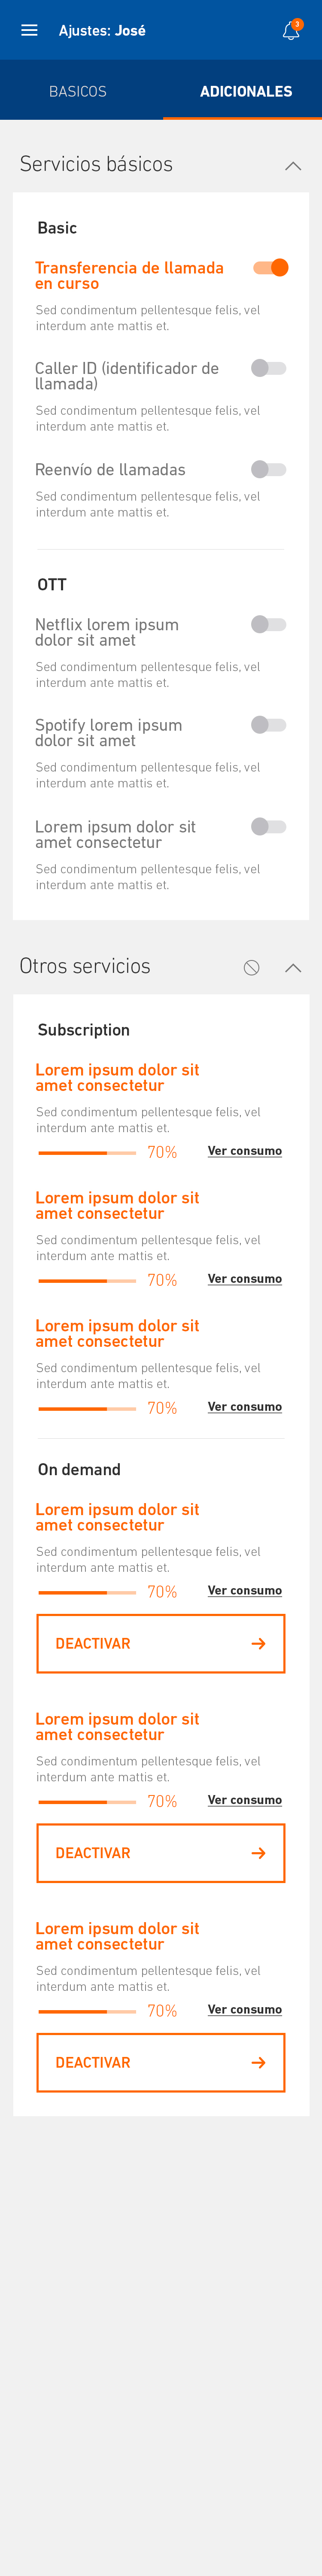 Ajustes: José
3
BASICOS
ADICIONALES
Servicios básicos
Basic
Transferencia de llamada
en curso
Sed condimentum pellentesque felis, vel
interdum ante mattis et.
Caller ID (identificador de
llamada)
Sed condimentum pellentesque felis, vel
interdum ante mattis et.
Reenvío de llamadas
Sed condimentum pellentesque felis, vel
interdum ante mattis et.
OTT
Netflix lorem ipsum
dolor sit amet
Sed condimentum pellentesque felis, vel
interdum ante mattis et.
Spotify lorem ipsum
dolor sit amet
Sed condimentum pellentesque felis, vel
interdum ante mattis et.
Lorem ipsum dolor sit
amet consectetur
Sed condimentum pellentesque felis, vel
interdum ante mattis et.
Otros servicios
Subscription
Lorem ipsum dolor sit
amet consectetur
Sed condimentum pellentesque felis, vel
interdum ante mattis et.
70% Ver consumo
Lorem ipsum dolor sit
amet consectetur
Sed condimentum pellentesque felis, vel
interdum ante mattis et.
70% Ver consumo
Lorem ipsum dolor sit
amet consectetur
Sed condimentum pellentesque felis, vel
interdum ante mattis et.
70% Ver consumo
On demand
Lorem ipsum dolor sit
amet consectetur
Sed condimentum pellentesque felis, vel
interdum ante mattis et.
70% Ver consumo
DEACTIVAR
Lorem ipsum dolor sit
amet consectetur
Sed condimentum pellentesque felis, vel
interdum ante mattis et.
70% Ver consumo
DEACTIVAR
Lorem ipsum dolor sit
amet consectetur
Sed condimentum pellentesque felis, vel
interdum ante mattis et.
70% Ver consumo
DEACTIVAR